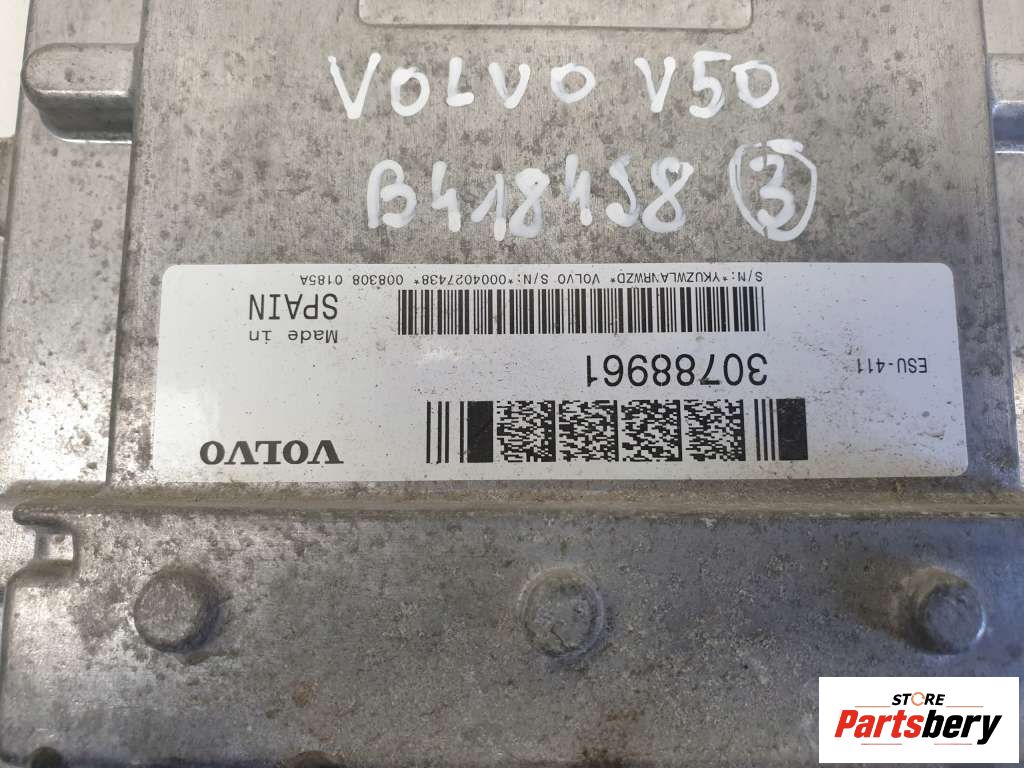 VOLVO V50
B4184S8 3
ESU-411
30788961
S/N:*YKUZWLAVRWZD* VOLVO S/N:*0004027438* 008308 0185A
Made in
SPAIN
VOLVO
STORE
Partsbery